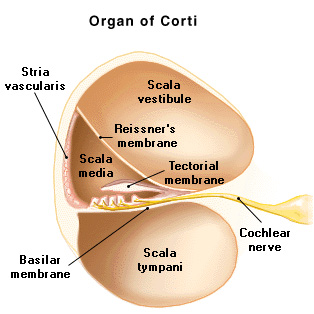 Organ of Corti
Stria
vascularis
Scala
vestibule
Reissner's
membrane
Scala
media
Tectorial
membrane
Cochlear
nerve
Basilar
membrane
Scala
tympani